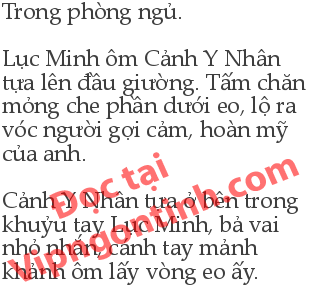 Trong phòng ngủ.
Lục Minh ôm Cảnh Y Nhân
tựa lên đầu giường. Tấm chăn
mỏng che phần dưới eo, lộ ra
vóc người gọi cảm, hoàn mỹ
của anh.
Cảnh Y Nhân tựa ở bên trong
khuỷu tay Lục Minh, bả vai
nhỏ nhắn, cánh tay mảnh
khảnh ôm lấy vòng eo ấy.
Đọc tại
Vipngontinh.com